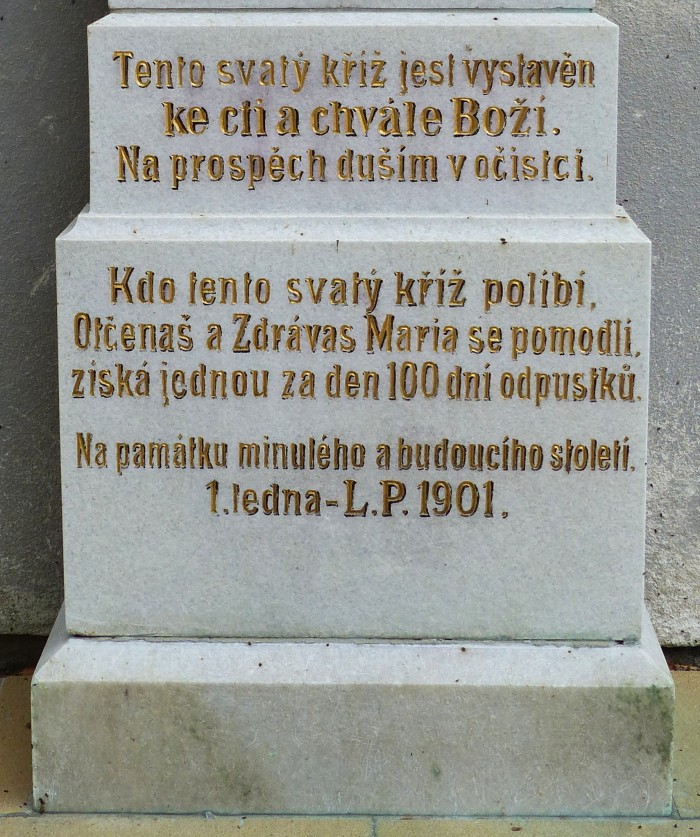 Tento svatý kříž jest vystavěn
ke cti a chvále Boží.
Na prospěch duším v očistci.
Kdo tento svatý kříž políbí,
Otčenaš a Zdrávas Maria se pomodlí,
získá jednou za den 100 dní odpustků.
Na památku minulého a budoucího století.
1. ledna - L.P. 1901.